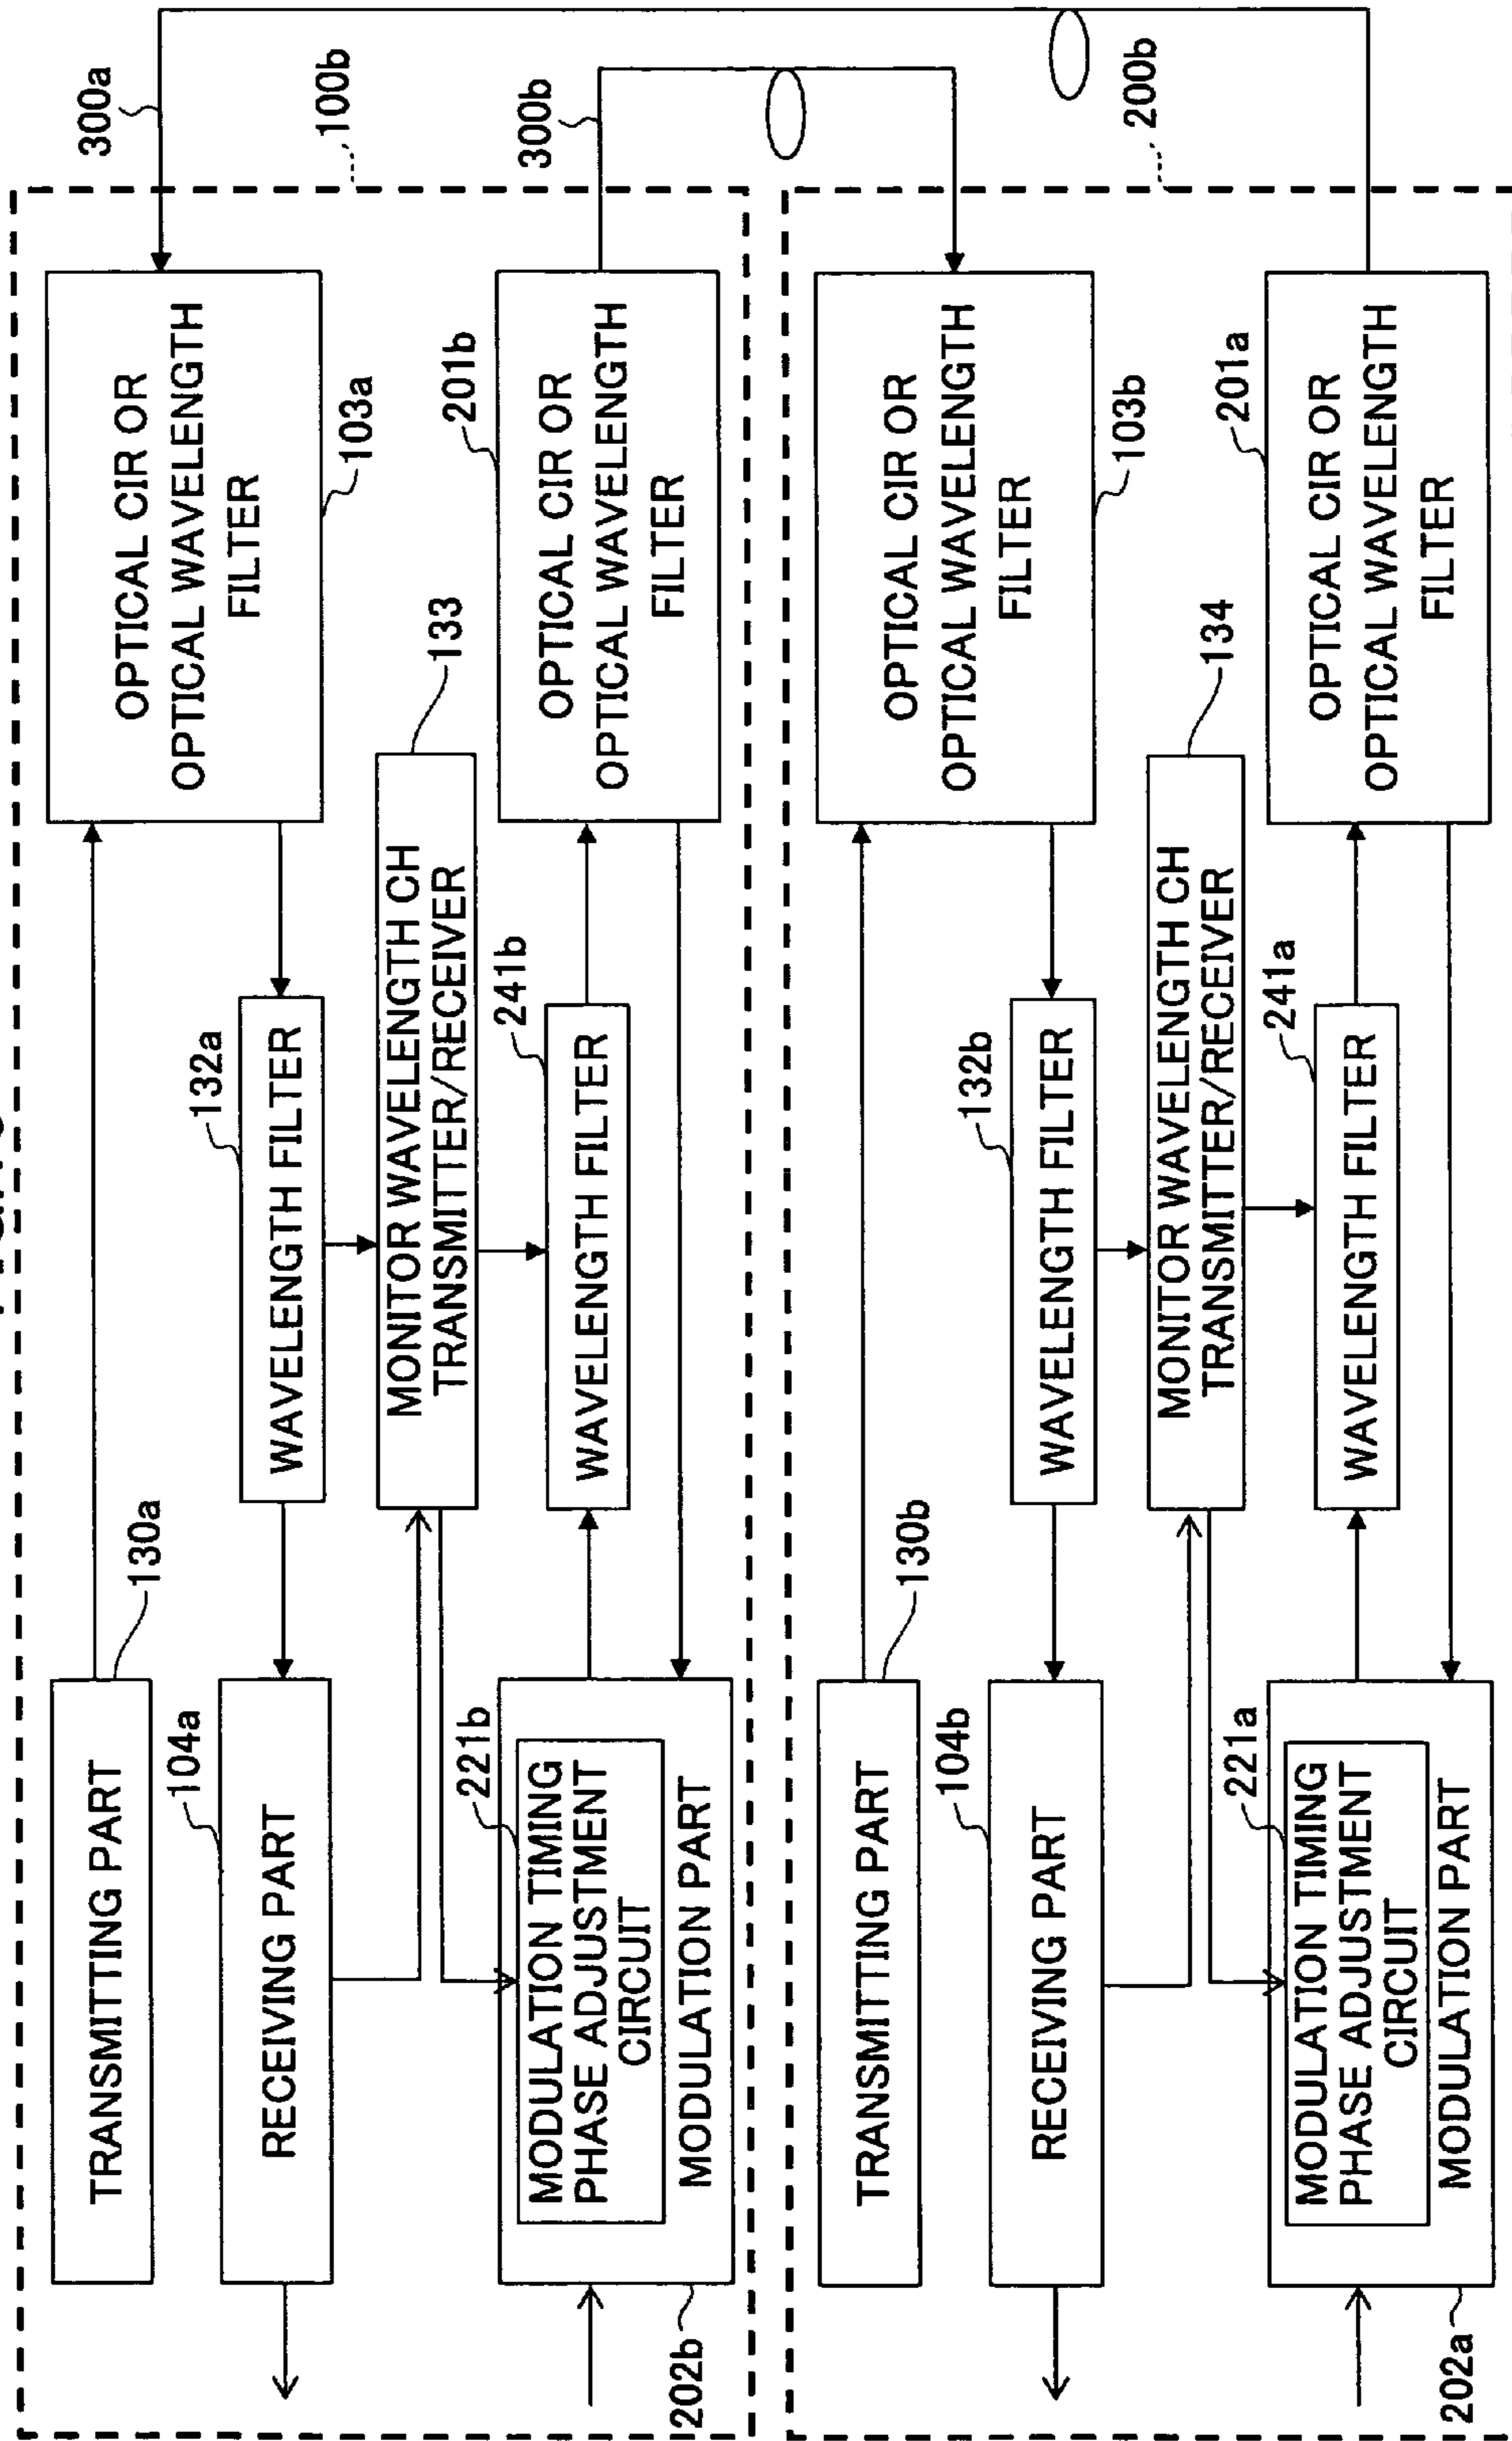 300a
100b
300b
200b
OPTICAL CIR OR
OPTICAL WAVELENGTH
FILTER
103a
201b
OPTICAL CIR OR
OPTICAL WAVELENGTH
FILTER
132a
WAVELENGTH FILTER
133
MONITOR WAVELENGTH CH
TRANSMITTER/RECEIVER
241b
WAVELENGTH FILTER
130a
TRANSMITTING PART
104a
RECEIVING PART
221b
MODULATION TIMING
PHASE ADJUSTMENT
CIRCUIT
MODULATION PART
202b
OPTICAL CIR OR
OPTICAL WAVELENGTH
FILTER
103b
201a
OPTICAL CIR OR
OPTICAL WAVELENGTH
FILTER
132b
WAVELENGTH FILTER
134
MONITOR WAVELENGTH CH
TRANSMITTER/RECEIVER
241a
WAVELENGTH FILTER
130b
TRANSMITTING PART
104b
RECEIVING PART
221a
MODULATION TIMING
PHASE ADJUSTMENT
CIRCUIT
MODULATION PART
202a